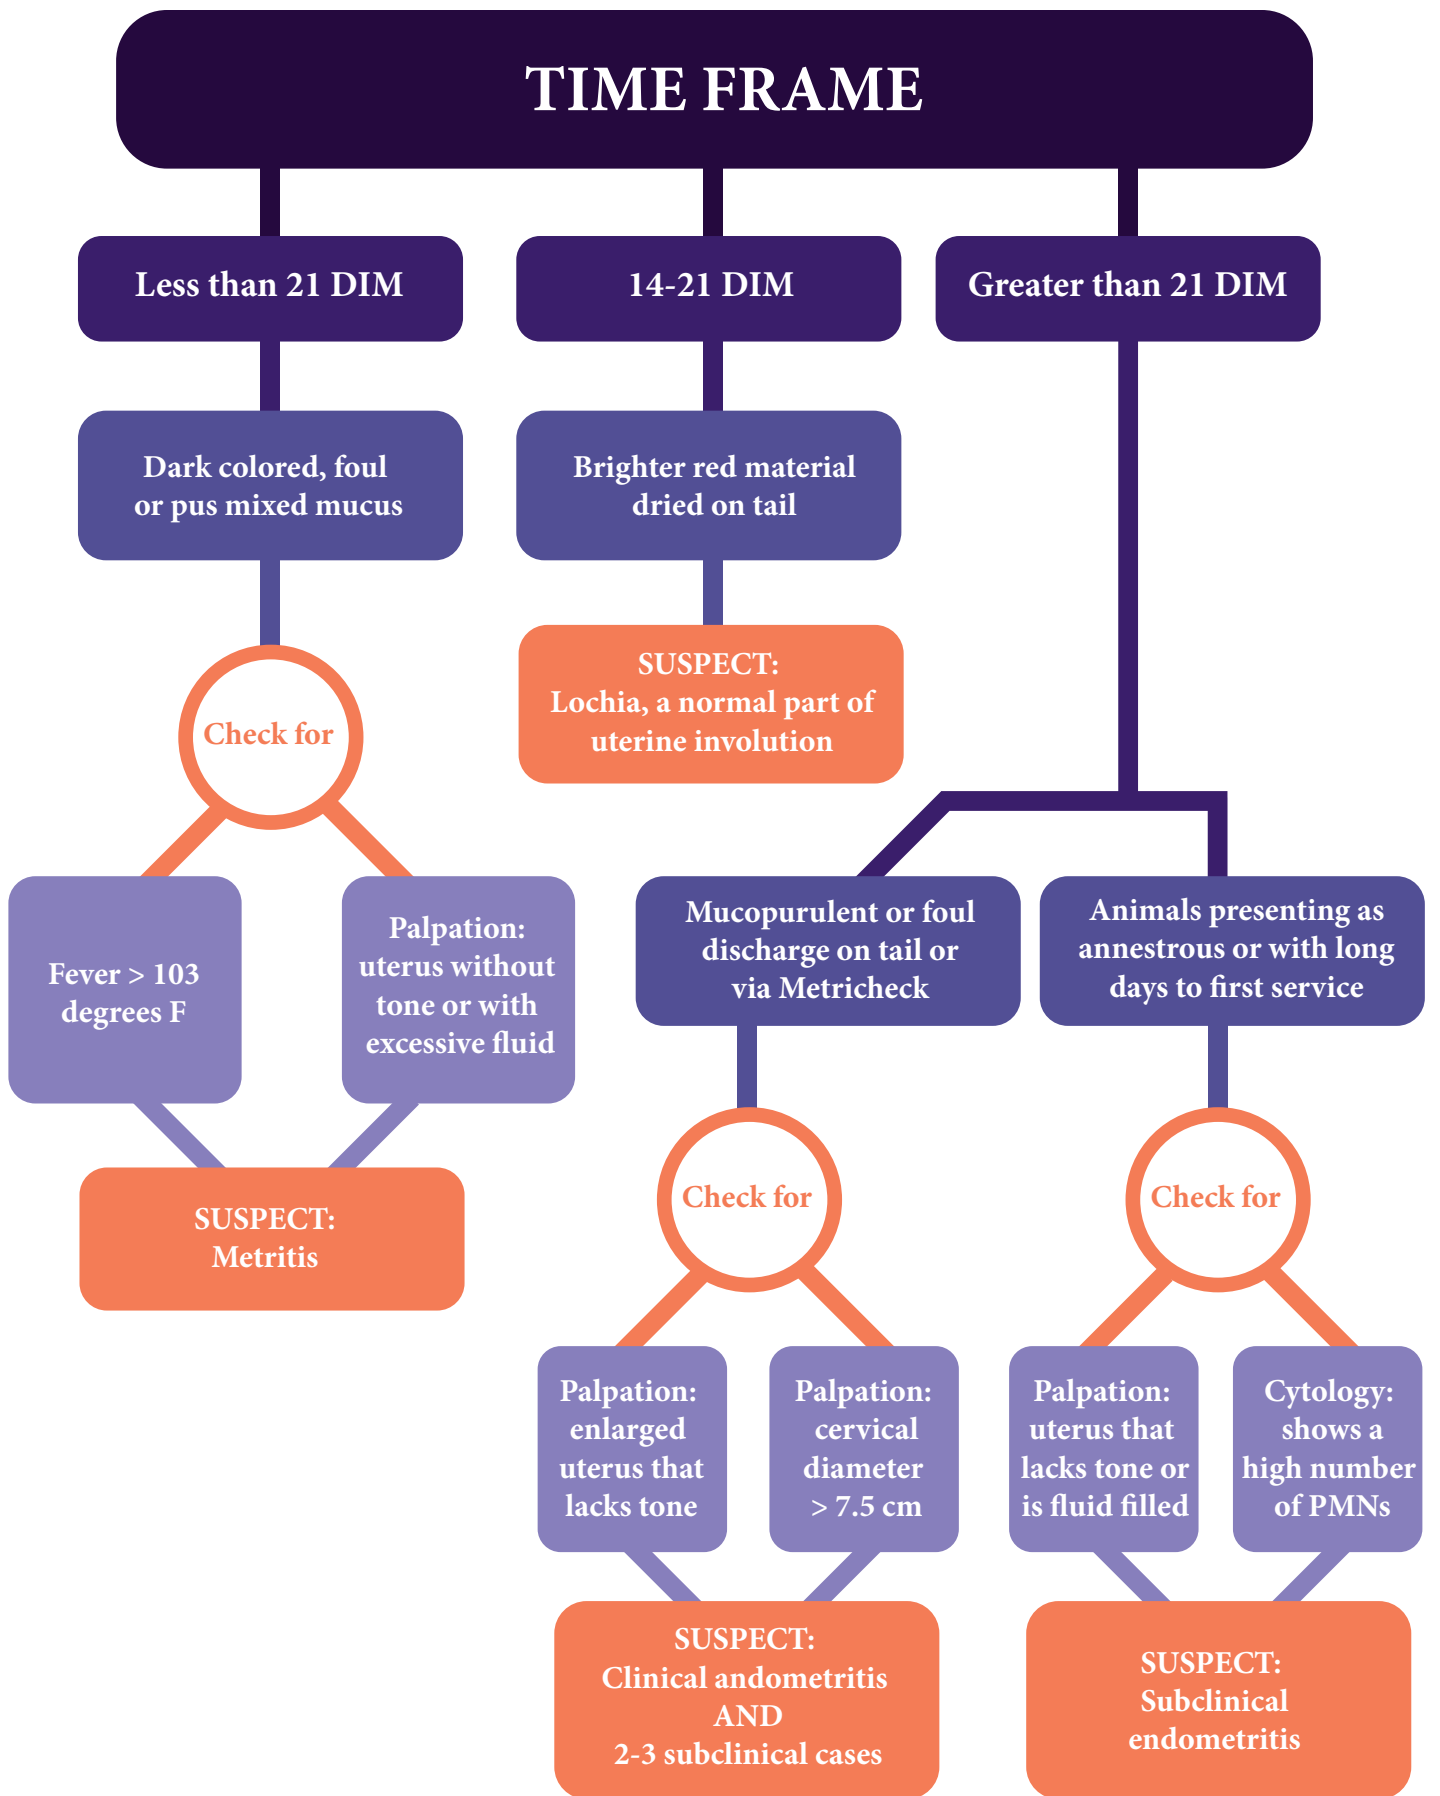 TIME FRAME
Less than 21 DIM
14-21 DIM
Greater than 21 DIM
Dark colored, foul
or pus mixed mucus
Brighter red material
dried on tail
SUSPECT:
Lochia, a normal part of
uterine involution
Check for
Fever > 103
degrees F
Palpation:
uterus without
tone or with
excessive fluid
SUSPECT:
Metritis
Mucopurulent or foul
discharge on tail or
via Metricheck
Animals presenting as
annestrous or with long
days to first service
Check for
Check for
Palpation:
enlarged
uterus that
lacks tone
Palpation:
cervical
diameter
> 7.5 cm
Palpation:
uterus that
lacks tone or
is fluid filled
Cytology:
shows a
high number
of PMNs
SUSPECT:
Clinical andometritis
AND
2-3 subclinical cases
SUSPECT:
Subclinical
endometritis